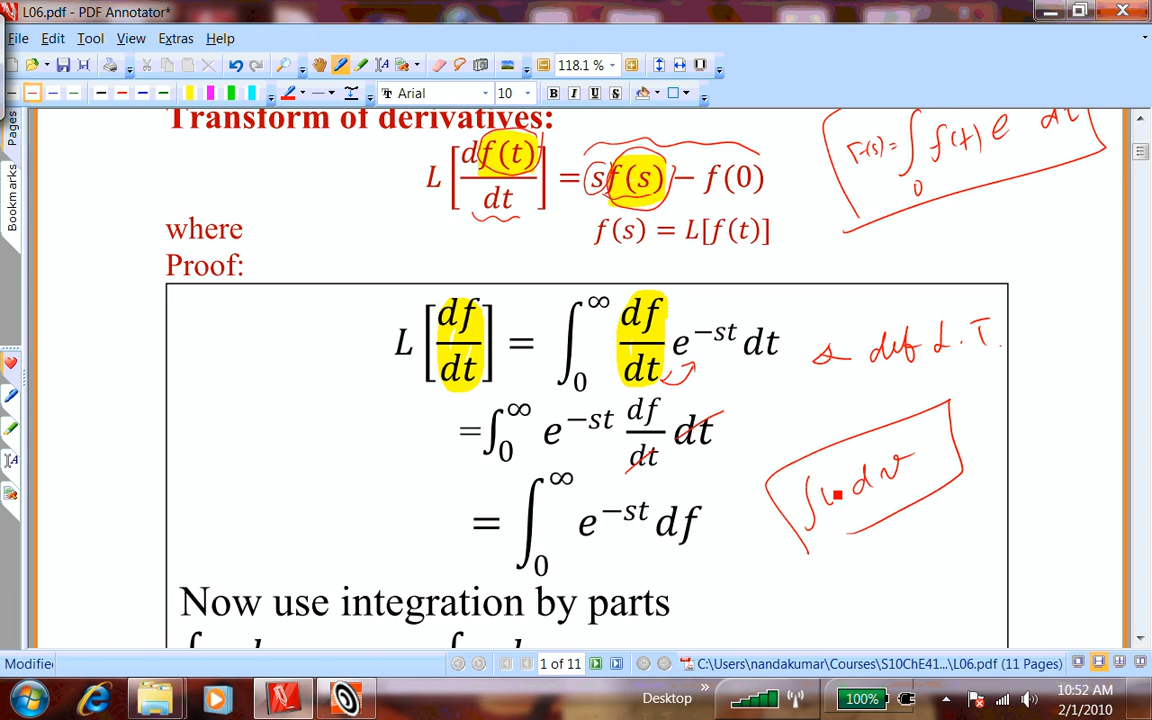 L06.pdf - PDF Annotator*
File Edit Tool View Extras Help
118.1 %
Arial 10 B I U S
Pages
Bookmarks
Transform of derivatives:
L[df(t)/dt] = sf(s) − f(0)
F(s) = ∫₀ f(t) e dt
where f(s) = L[f(t)]
Proof:
L[df/dt] = ∫₀^∞ df/dt e^−st dt
def L.T.
=∫₀^∞ e^−st df/dt dt
∫u dv
= ∫₀^∞ e^−st df
Now use integration by parts
Modifie 1 of 11 C:\Users\nandakumar\Courses\S10ChE41...\L06.pdf (11 Pages)
Desktop » 100% 10:52 AM
2/1/2010